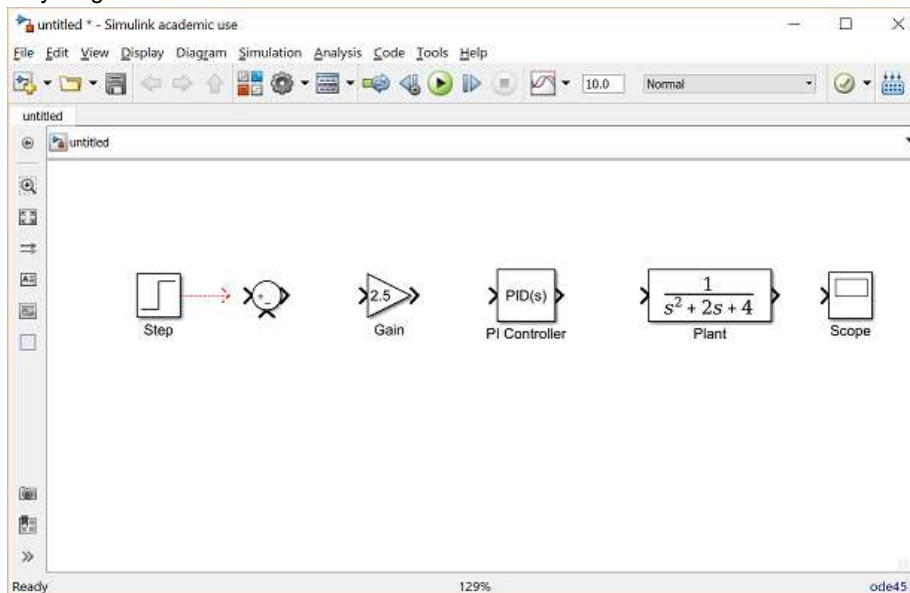 untitled * - Simulink academic use
File Edit View Display Diagram Simulation Analysis Code Tools Help
10.0 Normal
untitled
untitled
+ -
2.5
PID(s)
1
s² + 2s + 4
Step Gain PI Controller Plant Scope
Ready 129% ode45